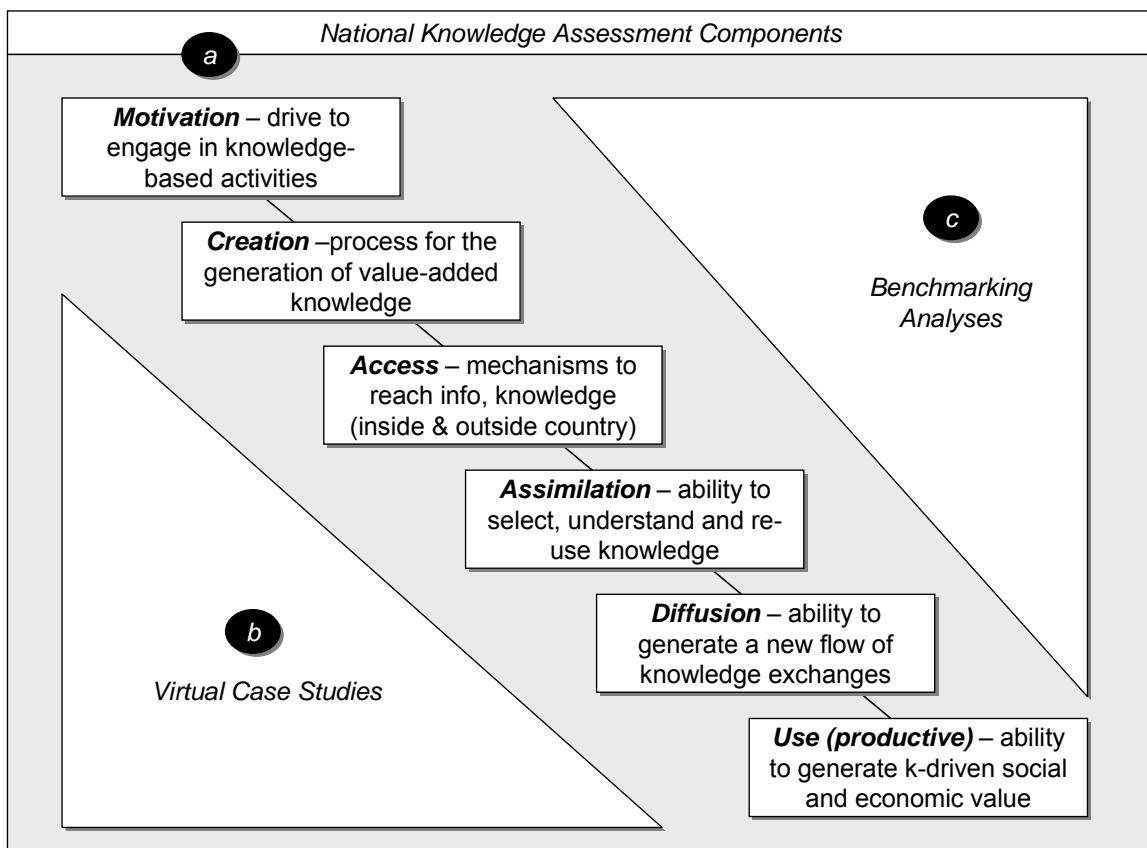 National Knowledge Assessment Components
a
Motivation – drive to
engage in knowledge-
based activities
Creation –process for the
generation of value-added
knowledge
c
Benchmarking
Analyses
Access – mechanisms to
reach info, knowledge
(inside & outside country)
Assimilation – ability to
select, understand and re-
use knowledge
b
Virtual Case Studies
Diffusion – ability to
generate a new flow of
knowledge exchanges
Use (productive) – ability
to generate k-driven social
and economic value